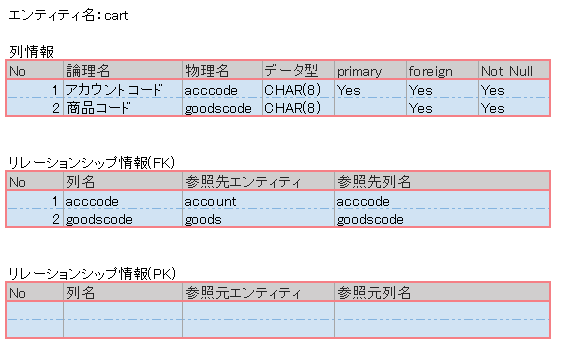 エンティティ名：cart
列情報
No 論理名 物理名 データ型 primary foreign Not Null
1 アカウントコード acccode CHAR(8) Yes Yes Yes
2 商品コード goodscode CHAR(8) Yes Yes
リレーションシップ情報(FK)
No 列名 参照先エンティティ 参照先列名
1 acccode account acccode
2 goodscode goods goodscode
リレーションシップ情報(PK)
No 列名 参照元エンティティ 参照元列名